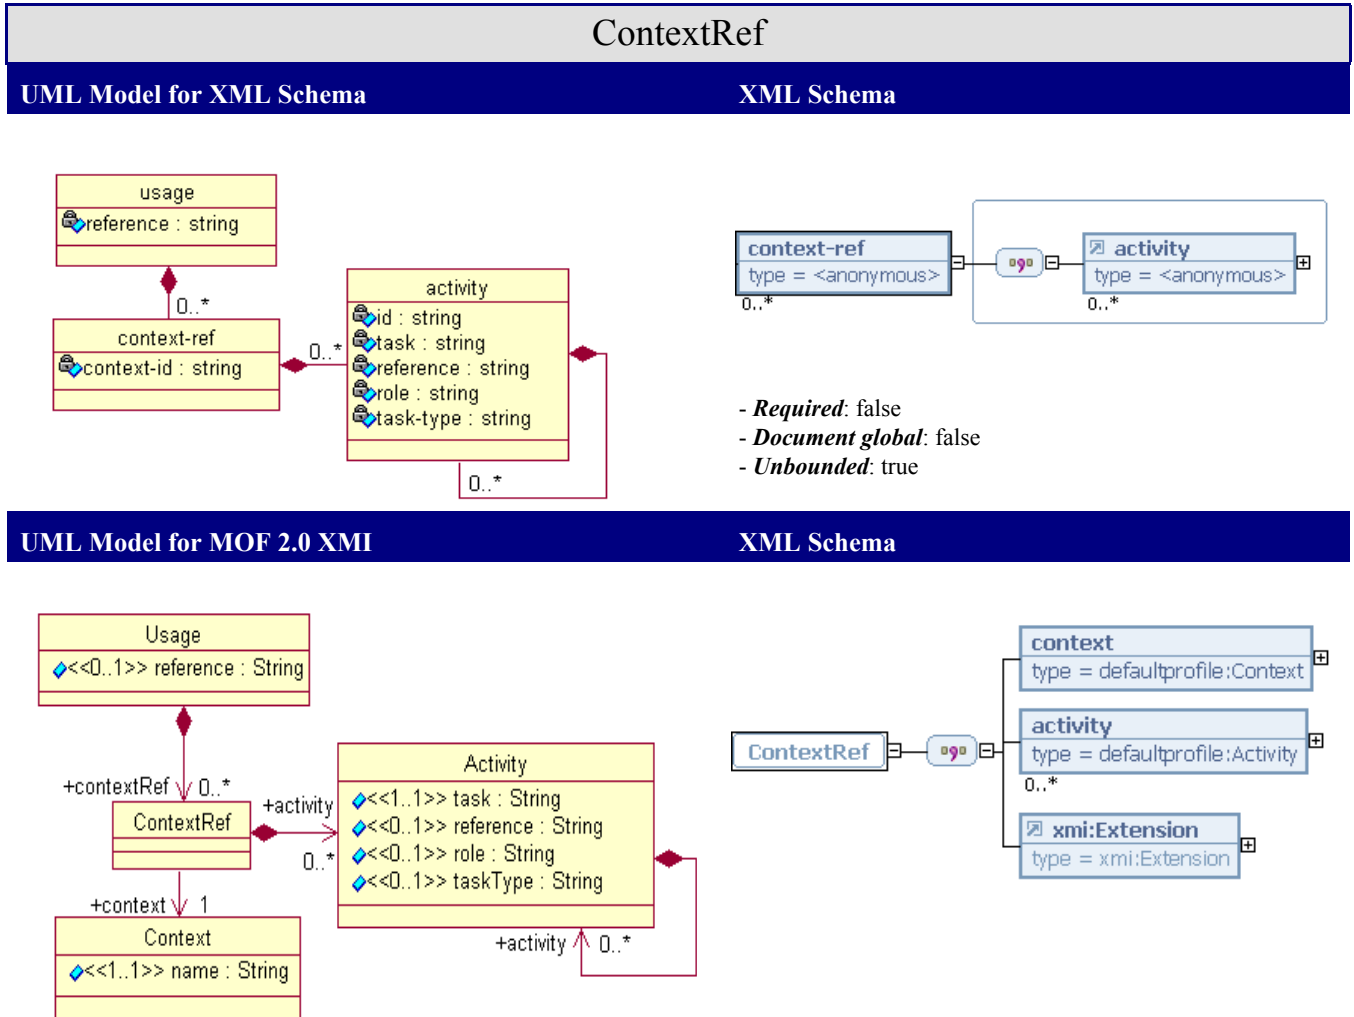 ContextRef
UML Model for XML Schema
XML Schema
usage
reference : string
0..*
context-ref
context-id : string
0..*
activity
id : string
task : string
reference : string
role : string
task-type : string
0..*
context-ref
type = <anonymous>
0..*
activity
type = <anonymous>
0..*
- Required: false
- Document global: false
- Unbounded: true
UML Model for MOF 2.0 XMI
XML Schema
Usage
<<0..1>> reference : String
+contextRef
0..*
ContextRef
+activity
0..*
Activity
<<1..1>> task : String
<<0..1>> reference : String
<<0..1>> role : String
<<0..1>> taskType : String
+activity
0..*
+context
1
Context
<<1..1>> name : String
ContextRef
context
type = defaultprofile:Context
activity
type = defaultprofile:Activity
0..*
xmi:Extension
type = xmi:Extension